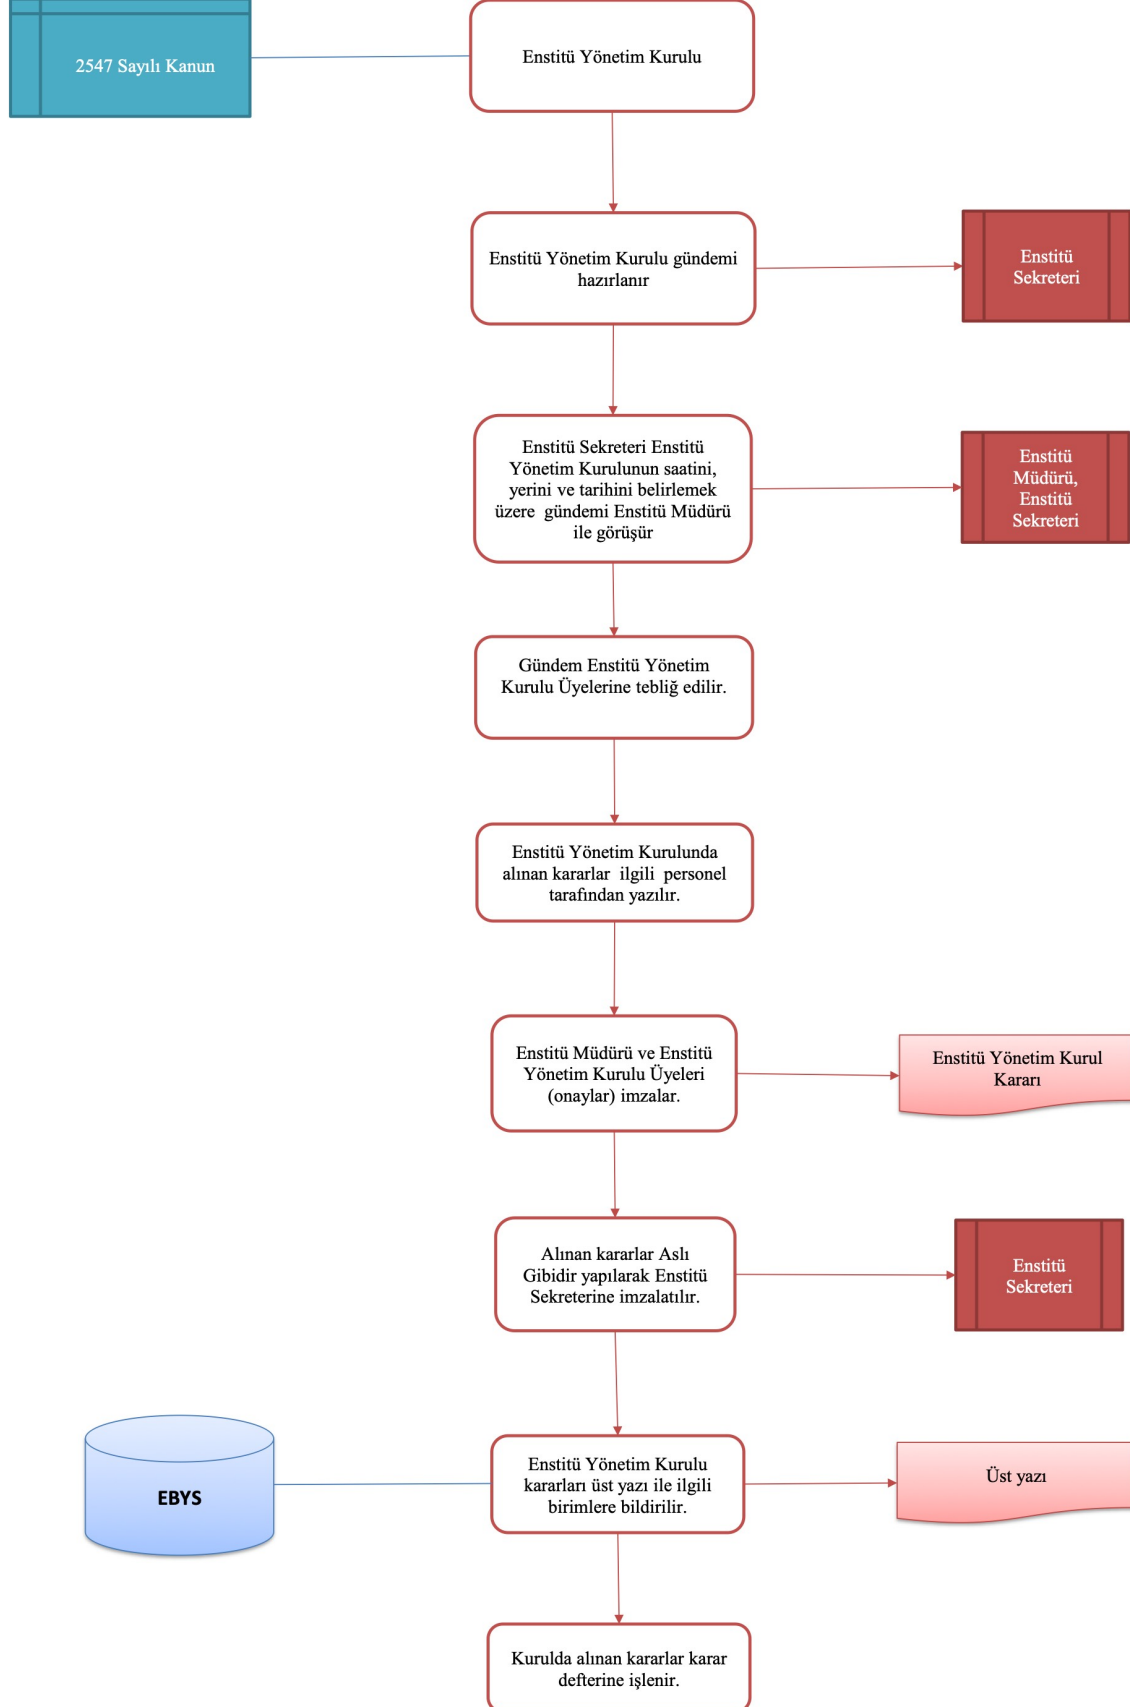 2547 Sayılı Kanun
Enstitü Yönetim Kurulu
Enstitü Yönetim Kurulu gündemi
hazırlanır
Enstitü
Sekreteri
Enstitü Sekreteri Enstitü
Yönetim Kurulunun saatini,
yerini ve tarihini belirlemek
üzere  gündemi Enstitü Müdürü
ile görüşür
Enstitü
Müdürü,
Enstitü
Sekreteri
Gündem Enstitü Yönetim
Kurulu Üyelerine tebliğ edilir.
Enstitü Yönetim Kurulunda
alınan kararlar  ilgili  personel
tarafından yazılır.
Enstitü Müdürü ve Enstitü
Yönetim Kurulu Üyeleri
(onaylar) imzalar.
Enstitü Yönetim Kurul
Kararı
Alınan kararlar Aslı
Gibidir yapılarak Enstitü
Sekreterine imzalatılır.
Enstitü
Sekreteri
EBYS
Enstitü Yönetim Kurulu
kararları üst yazı ile ilgili
birimlere bildirilir.
Üst yazı
Kurulda alınan kararlar karar
defterine işlenir.